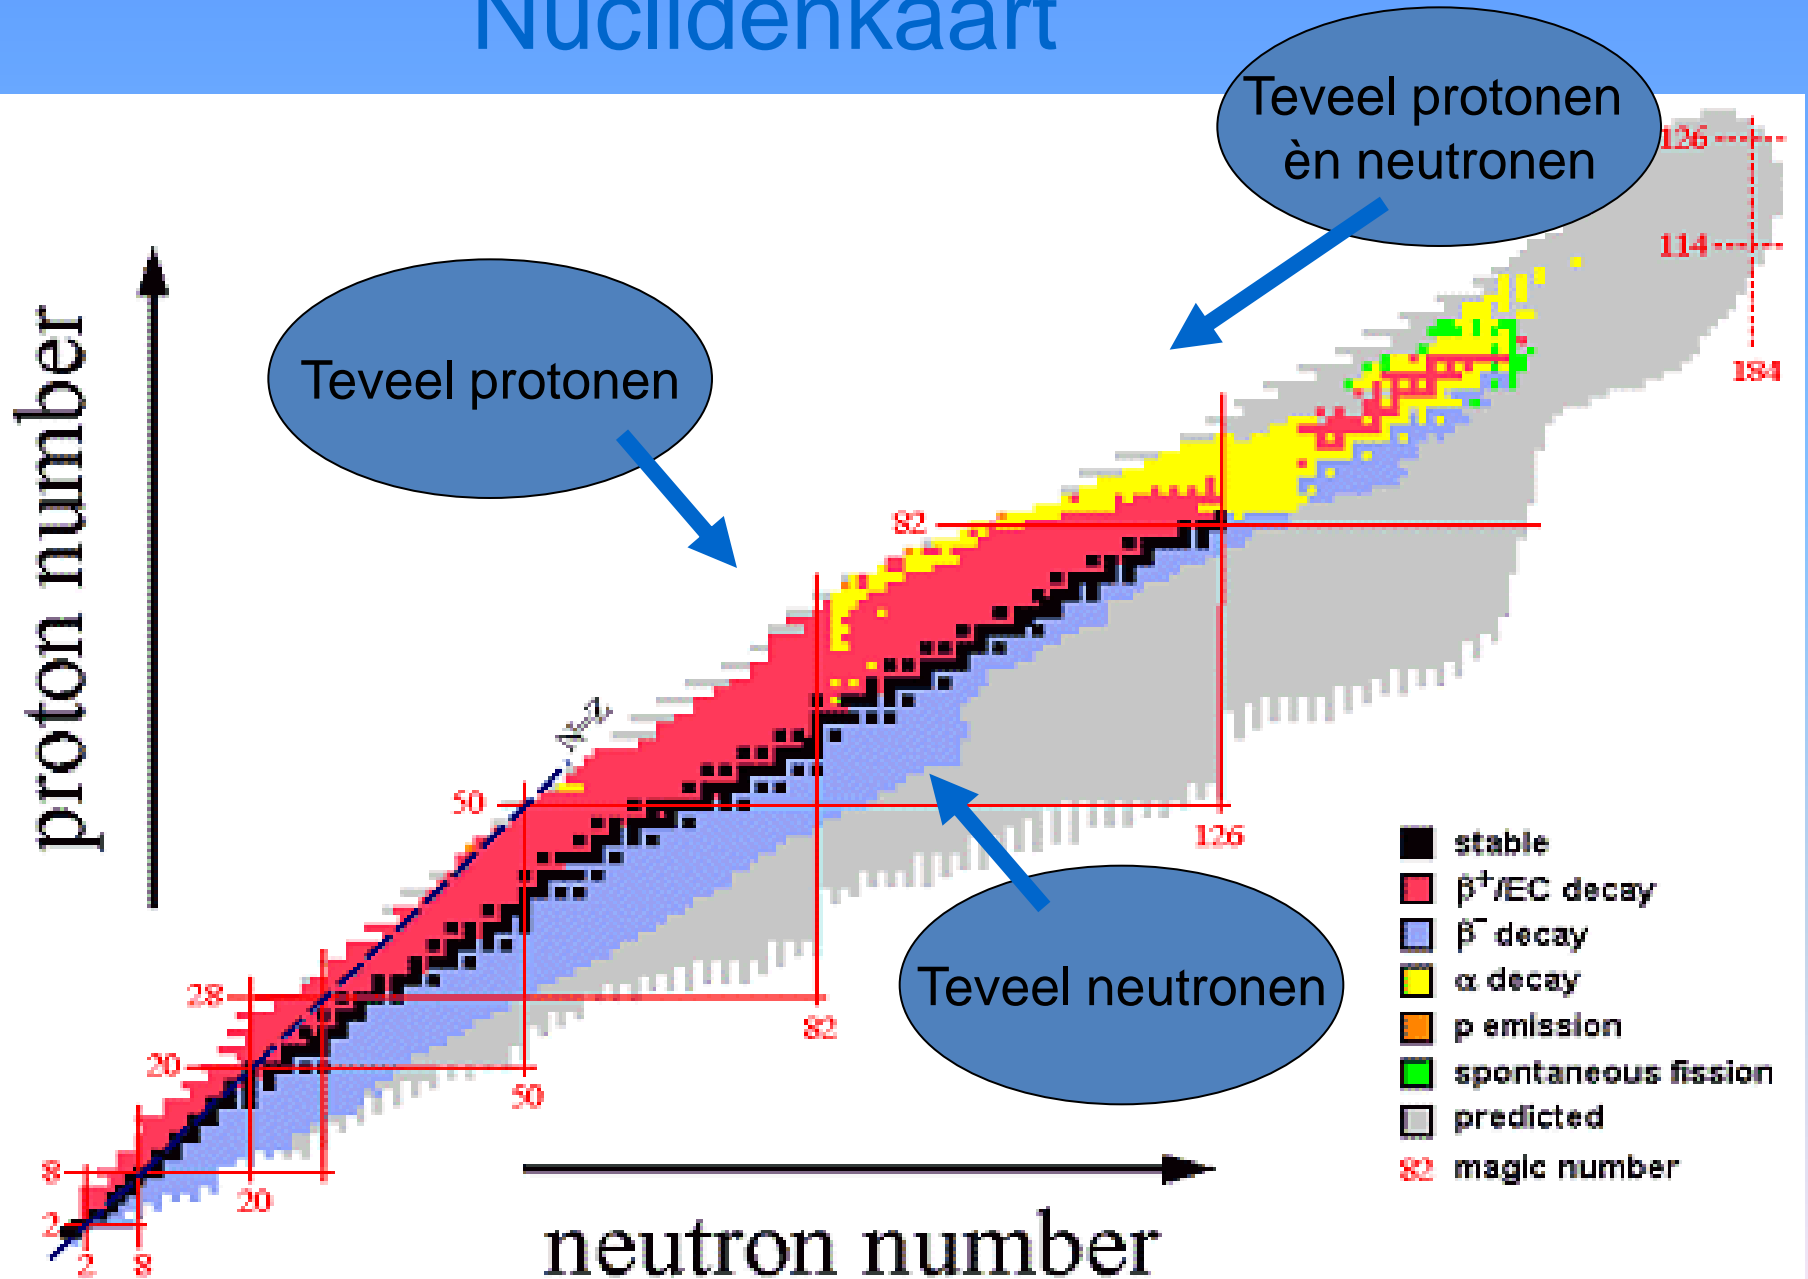 Nuclidenkaart
Teveel protonen
èn neutronen
Teveel protonen
Teveel neutronen
proton number
neutron number
N=Z
126
114
184
82
50
28
20
8
2
2
8
20
50
82
126
stable
β⁺/EC decay
β⁻ decay
α decay
p emission
spontaneous fission
predicted
82 magic number